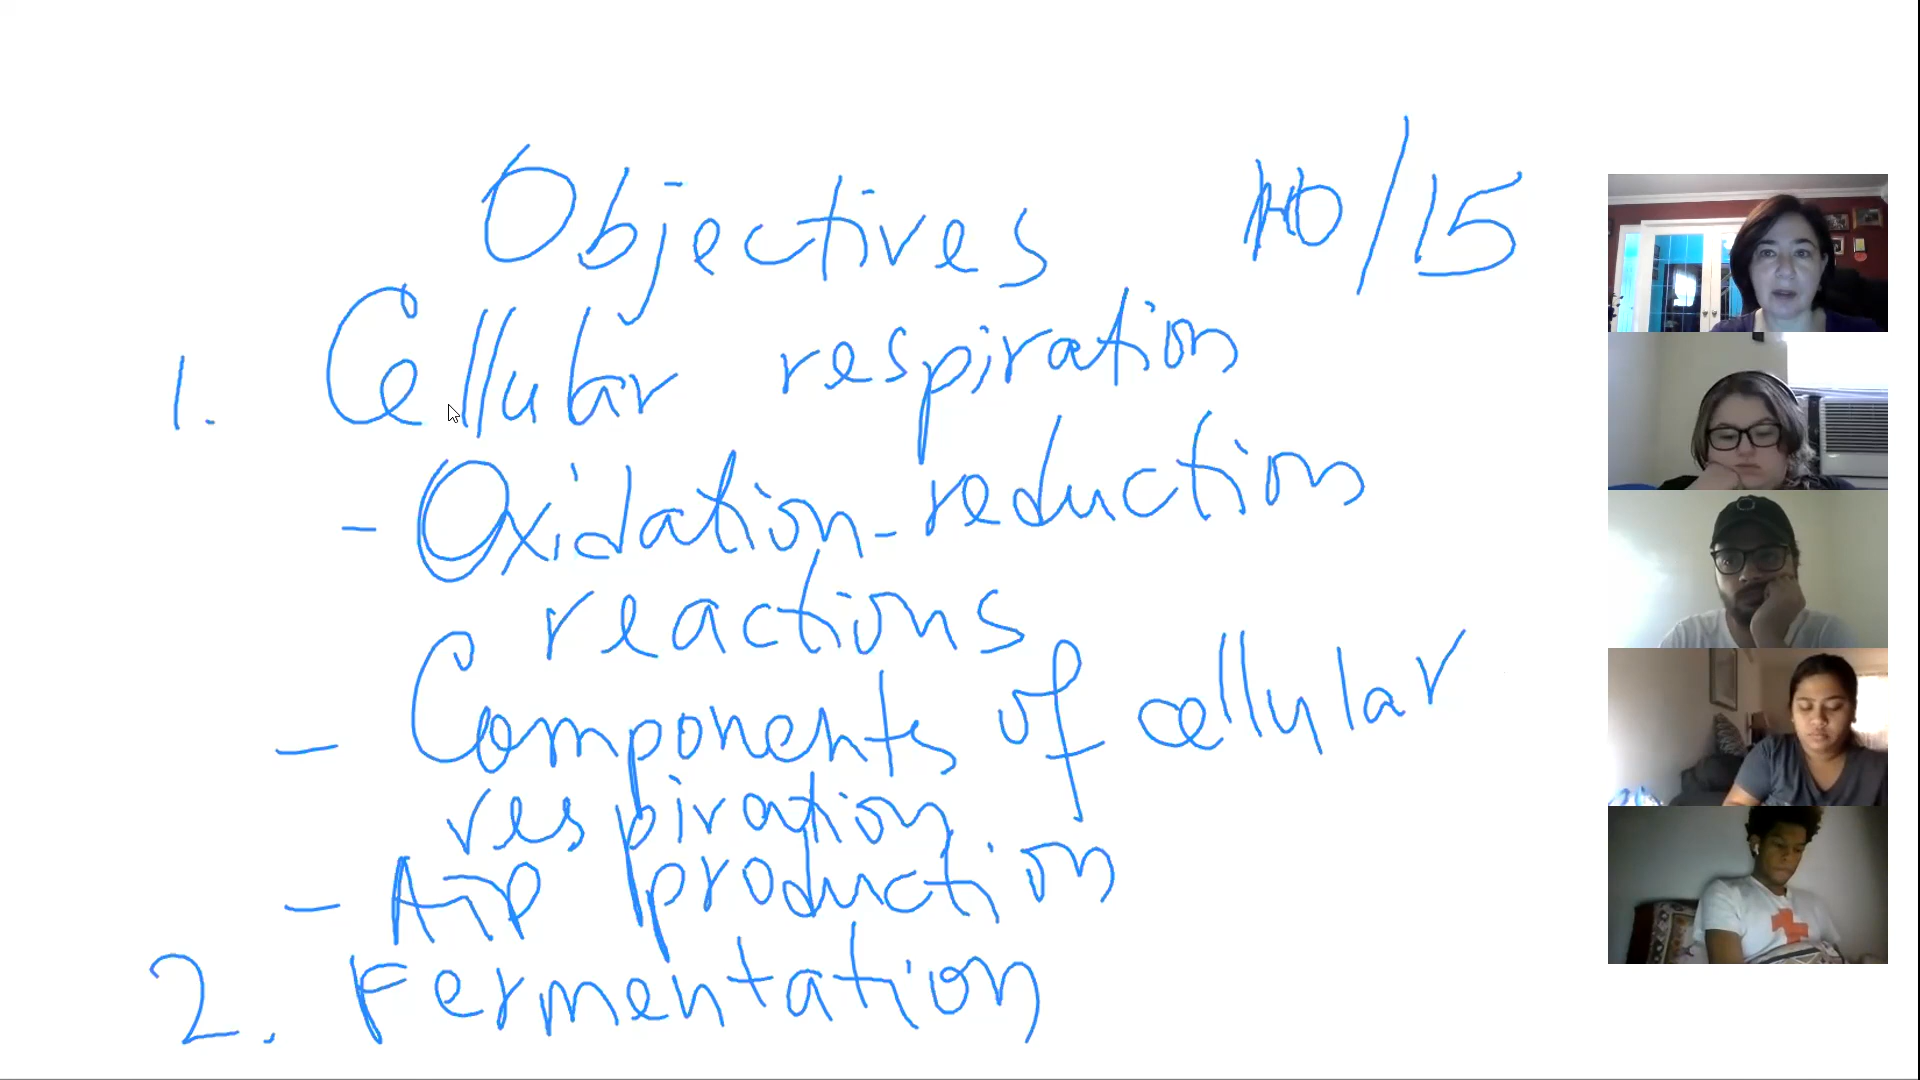 Objectives 10/15
1. Cellular respiration
- Oxidation-reduction
reactions
- Components of cellular
respiration
- ATP production
2. Fermentation